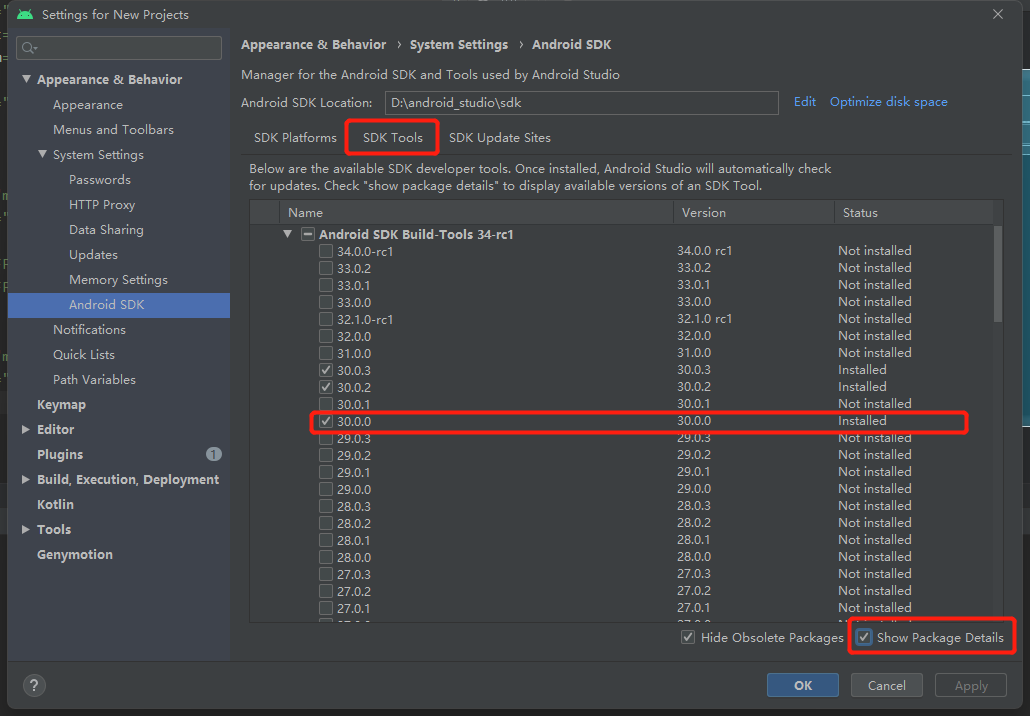 Settings for New Projects
Appearance & Behavior
Appearance
Menus and Toolbars
System Settings
Passwords
HTTP Proxy
Data Sharing
Updates
Memory Settings
Android SDK
Notifications
Quick Lists
Path Variables
Keymap
Editor
Plugins 1
Build, Execution, Deployment
Kotlin
Tools
Genymotion
Appearance & Behavior › System Settings › Android SDK
Manager for the Android SDK and Tools used by Android Studio
Android SDK Location: D:\android_studio\sdk Edit Optimize disk space
SDK Platforms SDK Tools SDK Update Sites
Below are the available SDK developer tools. Once installed, Android Studio will automatically check
for updates. Check "show package details" to display available versions of an SDK Tool.
Name Version Status
Android SDK Build-Tools 34-rc1
34.0.0-rc1 34.0.0 rc1 Not installed
33.0.2 33.0.2 Not installed
33.0.1 33.0.1 Not installed
33.0.0 33.0.0 Not installed
32.1.0-rc1 32.1.0 rc1 Not installed
32.0.0 32.0.0 Not installed
31.0.0 31.0.0 Not installed
30.0.3 30.0.3 Installed
30.0.2 30.0.2 Installed
30.0.1 30.0.1 Not installed
30.0.0 30.0.0 Installed
29.0.3 29.0.3 Not installed
29.0.2 29.0.2 Not installed
29.0.1 29.0.1 Not installed
29.0.0 29.0.0 Not installed
28.0.3 28.0.3 Not installed
28.0.2 28.0.2 Not installed
28.0.1 28.0.1 Not installed
28.0.0 28.0.0 Not installed
27.0.3 27.0.3 Not installed
27.0.2 27.0.2 Not installed
27.0.1 27.0.1 Not installed
Hide Obsolete Packages Show Package Details
? OK Cancel Apply